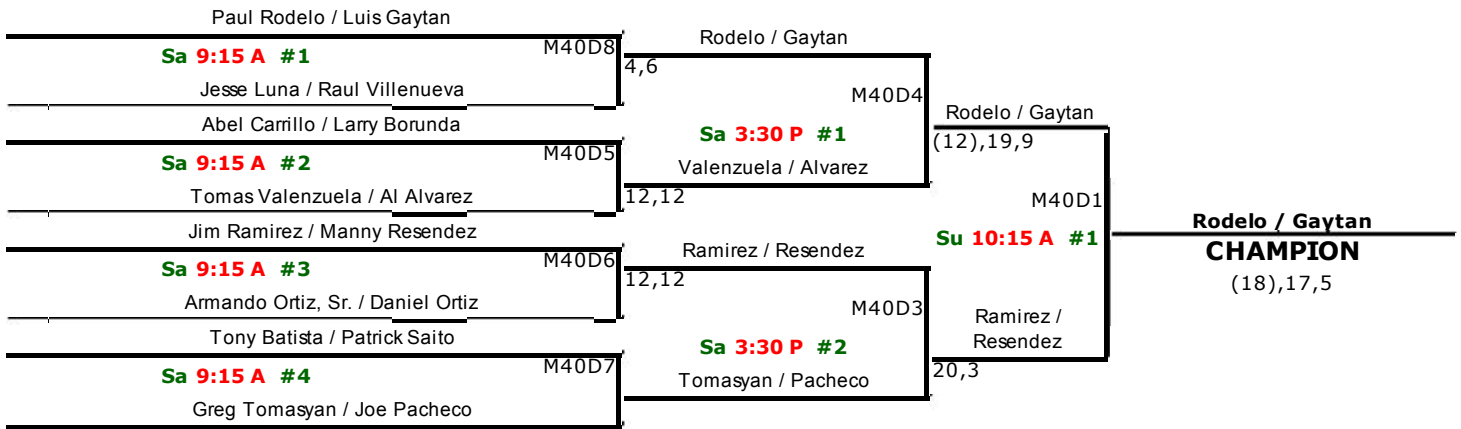 Paul Rodelo / Luis Gaytan
Sa 9:15 A #1
M40D8
Jesse Luna / Raul Villenueva
Abel Carrillo / Larry Borunda
Sa 9:15 A #2
M40D5
Tomas Valenzuela / Al Alvarez
Jim Ramirez / Manny Resendez
Sa 9:15 A #3
M40D6
Armando Ortiz, Sr. / Daniel Ortiz
Tony Batista / Patrick Saito
Sa 9:15 A #4
M40D7
Greg Tomasyan / Joe Pacheco
Rodelo / Gaytan
4,6
M40D4
Sa 3:30 P #1
Valenzuela / Alvarez
12,12
Ramirez / Resendez
12,12
M40D3
Sa 3:30 P #2
Tomasyan / Pacheco
Rodelo / Gaytan
(12),19,9
M40D1
Su 10:15 A #1
Ramirez /
Resendez
20,3
Rodelo / Gaytan
CHAMPION
(18),17,5